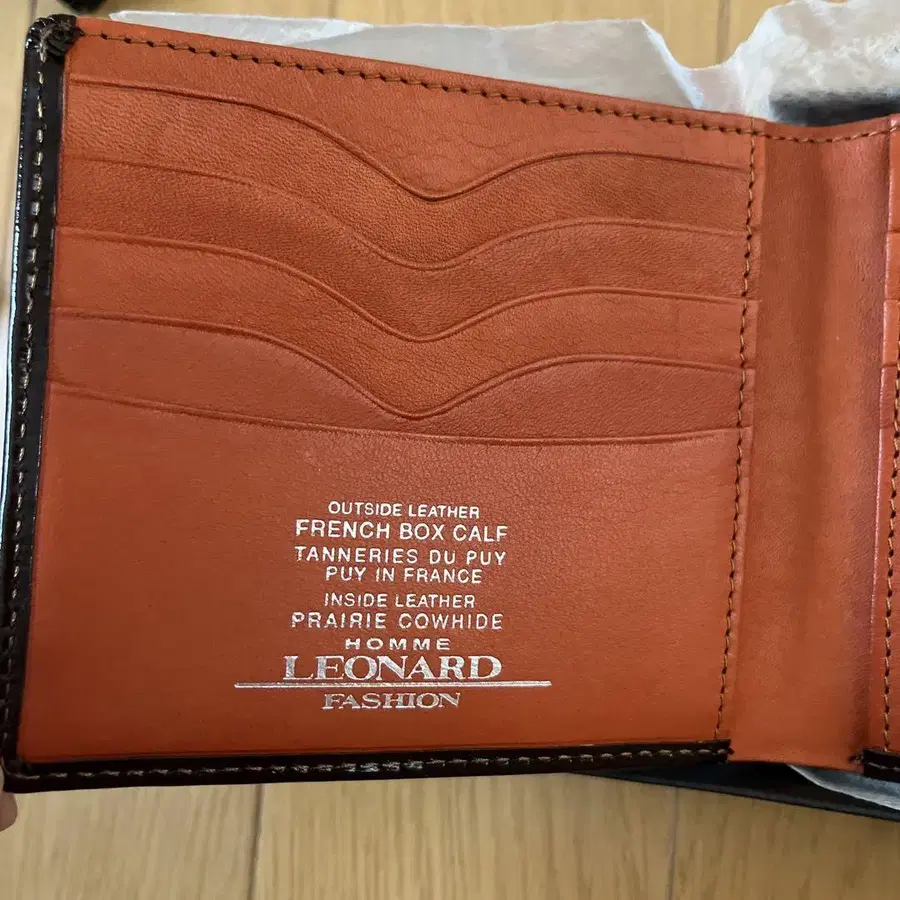 OUTSIDE LEATHER
FRENCH BOX CALF
TANNERIES DU PUY
PUY IN FRANCE
INSIDE LEATHER
PRAIRIE COWHIDE
HOMME
LEONARD
FASHION